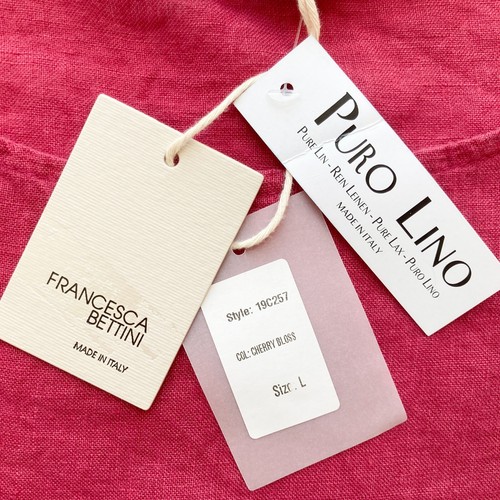 FRANCESCA
BETTINI
MADE IN ITALY
PURO LINO
PURE LIN - REIN LEINEN - PURE LAX - PURO LINO
MADE IN ITALY
Style: 19C257
COL: CHERRY BLOSS
Size: L